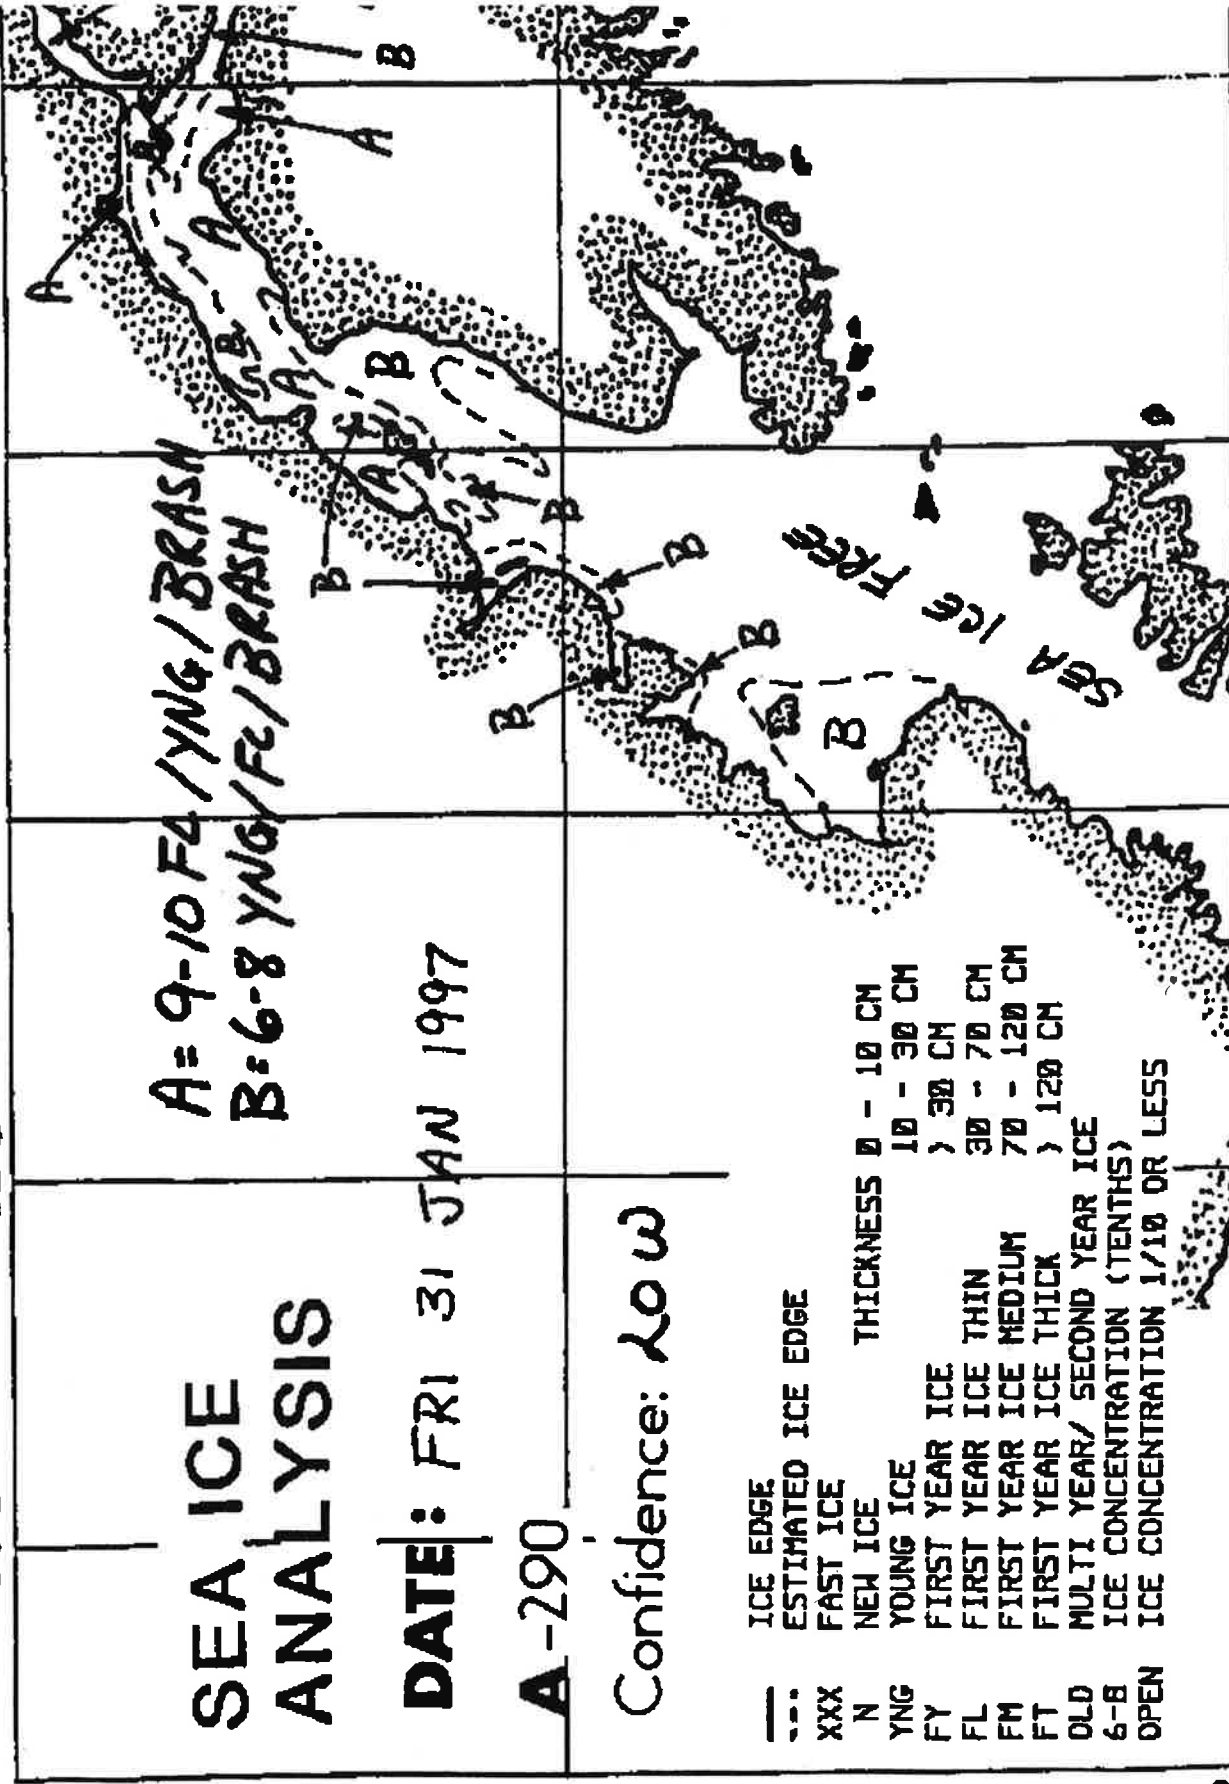 SEA ICE
ANALYSIS
DATE: FRI 31 JAN 1997
A-290
Confidence: LOW
A= 9-10 FL/YNG/BRASH
B=6-8 YNG/FL/BRASH
ICE EDGE
--- ESTIMATED ICE EDGE
XXX FAST ICE
N NEW ICE THICKNESS 0 - 10 CM
YNG YOUNG ICE 10 - 30 CM
FY FIRST YEAR ICE > 30 CM
FL FIRST YEAR ICE THIN 30 - 70 CM
FM FIRST YEAR ICE MEDIUM 70 - 120 CM
FT FIRST YEAR ICE THICK > 120 CM
OLD MULTI YEAR/ SECOND YEAR ICE
6-8 ICE CONCENTRATION (TENTHS)
OPEN ICE CONCENTRATION 1/10 OR LESS
B
A
B
A
A
B
A
B
B
A
B
B
B
B
B
B
B
SEA ICE FREE